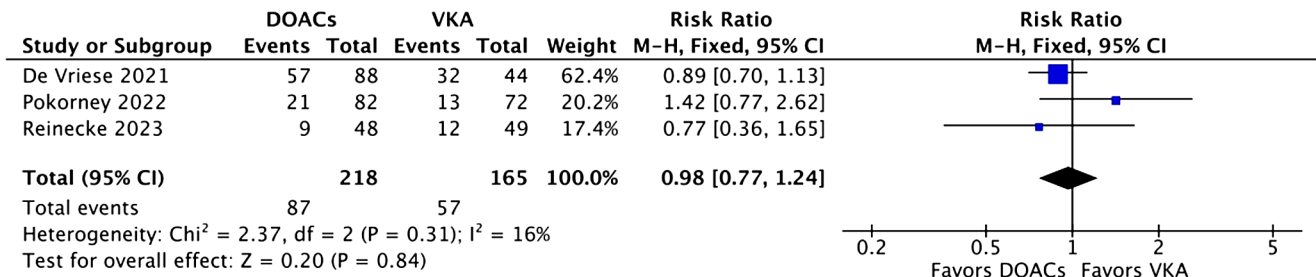 DOACs VKA Risk Ratio Risk Ratio
Study or Subgroup Events Total Events Total Weight M-H, Fixed, 95% CI M-H, Fixed, 95% CI
De Vriese 2021 57 88 32 44 62.4% 0.89 [0.70, 1.13]
Pokorney 2022 21 82 13 72 20.2% 1.42 [0.77, 2.62]
Reinecke 2023 9 48 12 49 17.4% 0.77 [0.36, 1.65]
Total (95% CI) 218 165 100.0% 0.98 [0.77, 1.24]
Total events 87 57
Heterogeneity: Chi² = 2.37, df = 2 (P = 0.31); I² = 16%
Test for overall effect: Z = 0.20 (P = 0.84)
0.2 0.5 1 2 5
Favors DOACs Favors VKA